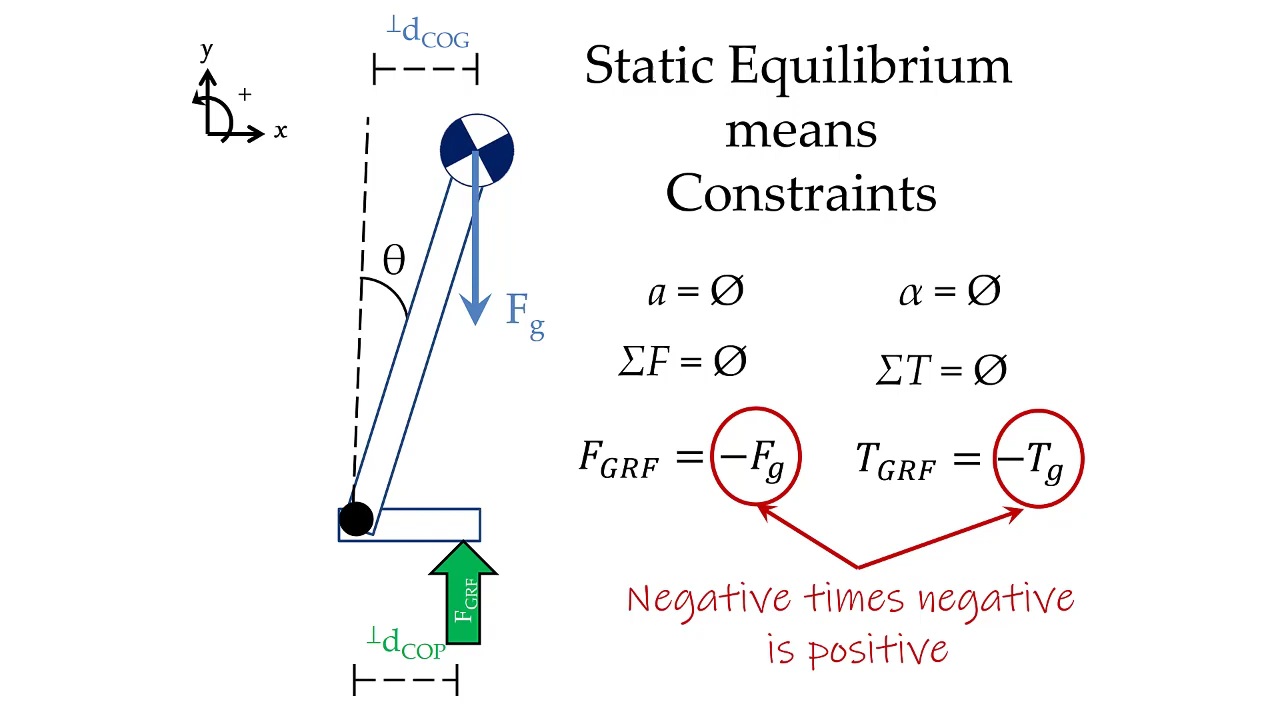 ⊥dCOG
y
+
x
Static Equilibrium
means
Constraints
θ
Fg
a = Ø
α = Ø
ΣF = Ø
ΣT = Ø
FGRF = −Fg
TGRF = −Tg
FGRF
Negative times negative
is positive
⊥dCOP